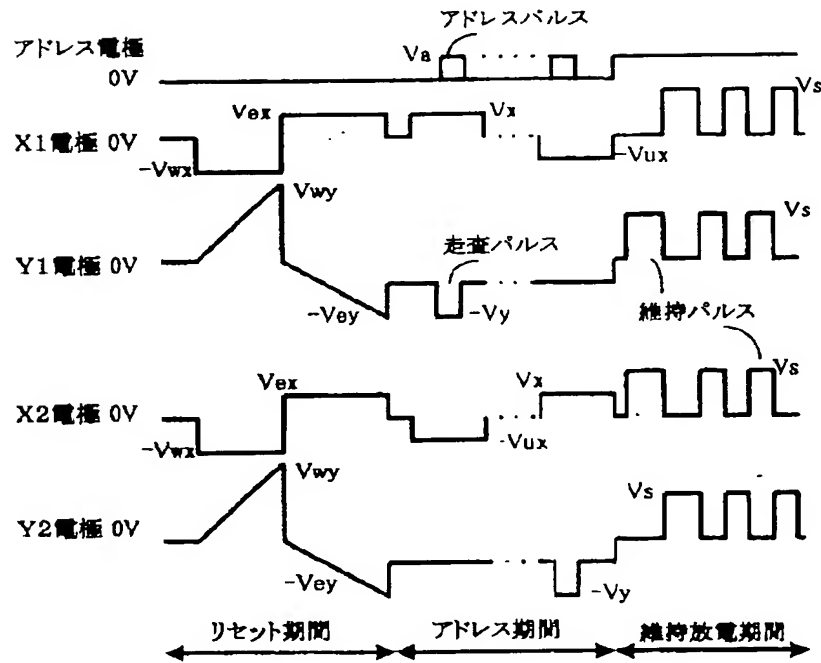 アドレスパルス
アドレス電極
0V
Va
Vs
Vex
Vx
X1電極 0V
-Vwx
-Vux
Vwy
Vs
走査パルス
Y1電極 0V
-Vey
-Vy
維持パルス
Vs
Vex
Vx
X2電極 0V
-Vwx
-Vux
Vwy
Vs
Y2電極 0V
-Vey
-Vy
リセット期間
アドレス期間
維持放電期間